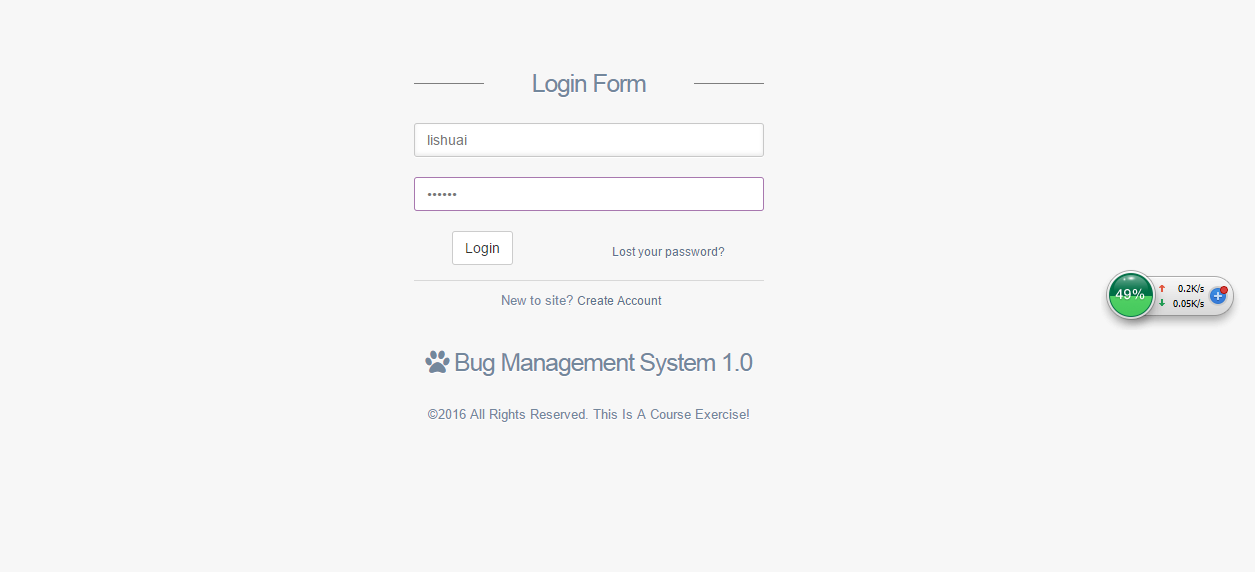 Login Form
lishuai
••••••
Login
Lost your password?
New to site? Create Account
Bug Management System 1.0
©2016 All Rights Reserved. This Is A Course Exercise!
49%
0.2K/s
0.05K/s